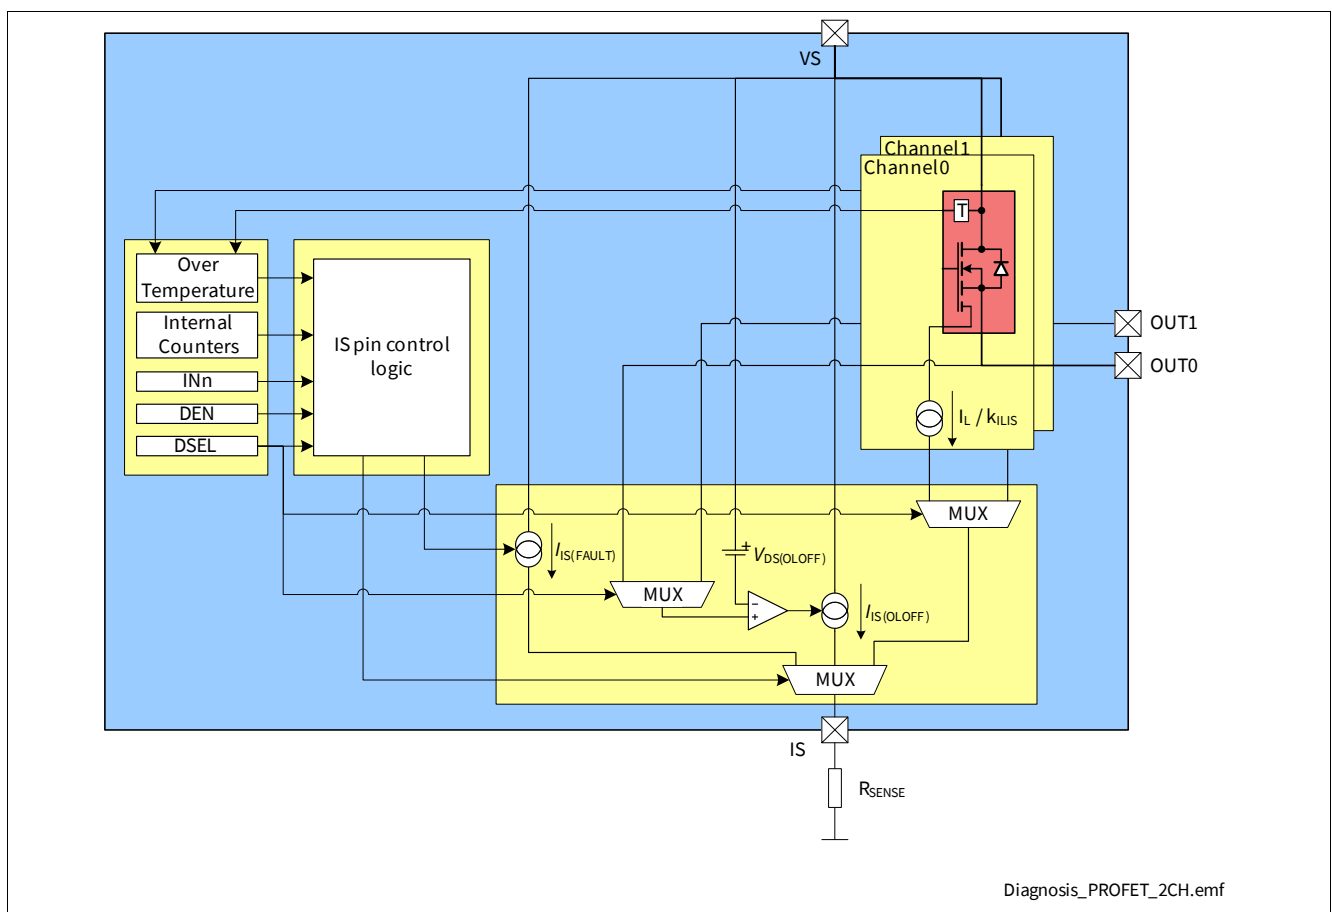 VS
Channel1
Channel0
T
Over
Temperature
Internal
Counters
INn
DEN
DSEL
IS pin control
logic
OUT1
OUT0
IL / kILIS
MUX
IIS(FAULT)
+
VDS(OLOFF)
MUX
−
+
IIS(OLOFF)
MUX
IS
RSENSE
Diagnosis_PROFET_2CH.emf